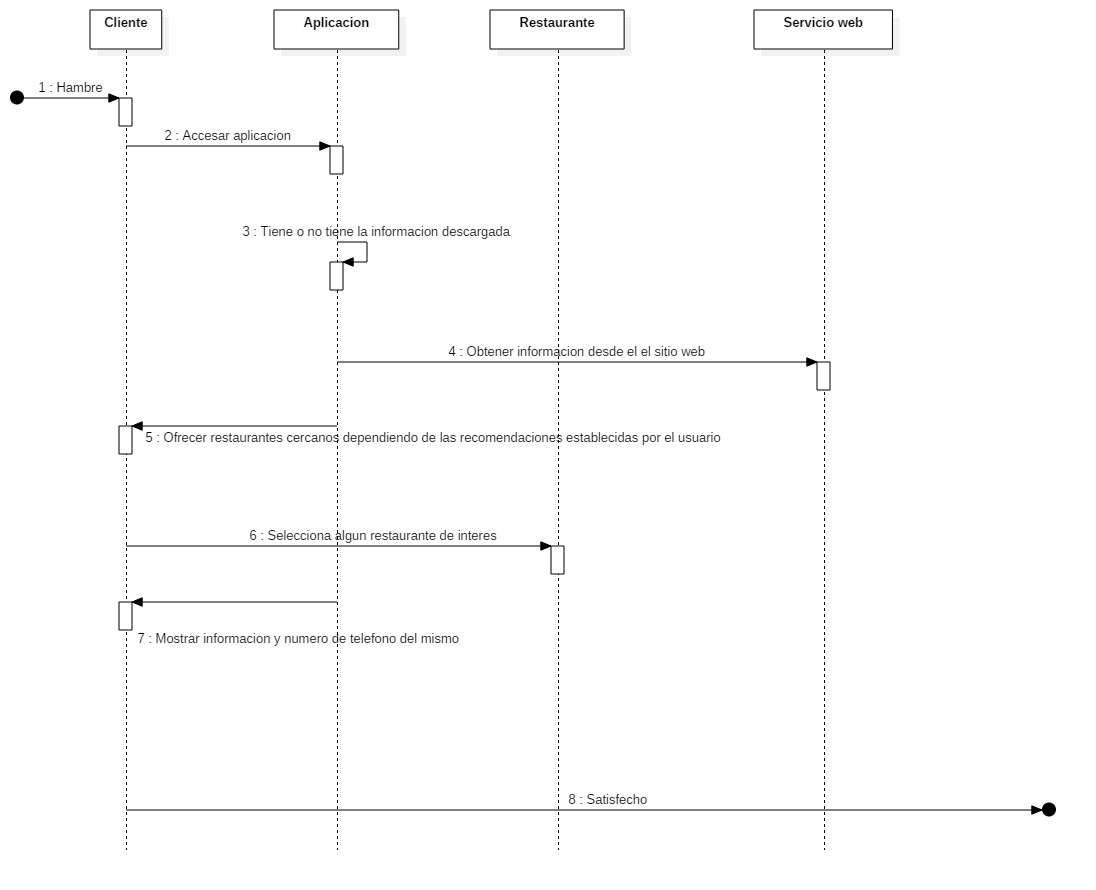 Cliente
Aplicacion
Restaurante
Servicio web
1 : Hambre
2 : Accesar aplicacion
3 : Tiene o no tiene la informacion descargada
4 : Obtener informacion desde el el sitio web
5 : Ofrecer restaurantes cercanos dependiendo de las recomendaciones establecidas por el usuario
6 : Selecciona algun restaurante de interes
7 : Mostrar informacion y numero de telefono del mismo
8 : Satisfecho